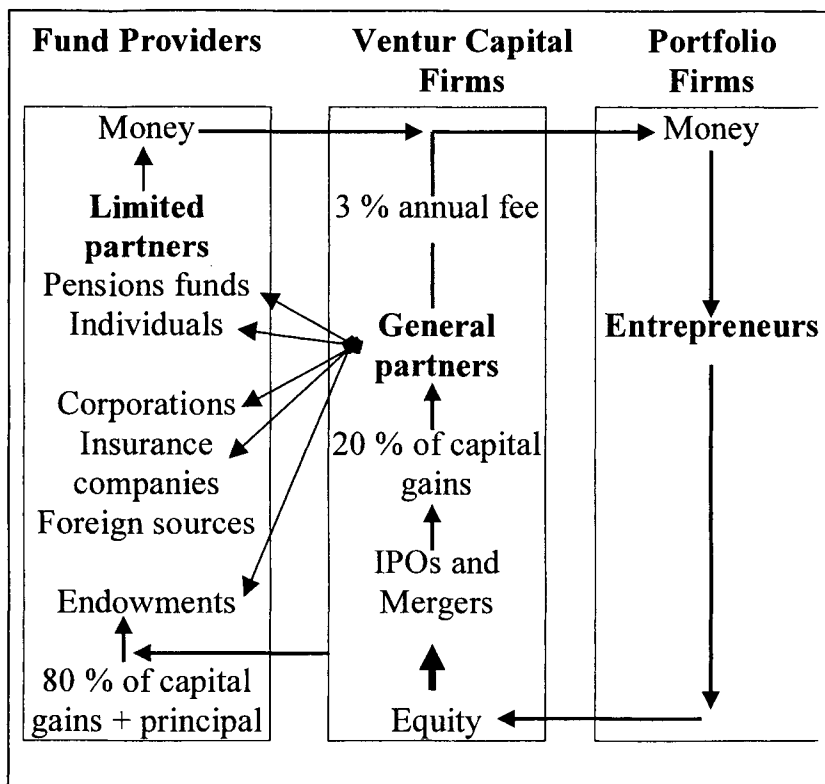 Fund Providers
Ventur Capital
Firms
Portfolio
Firms
Money
Limited
partners
Pensions funds
Individuals
Corporations
Insurance
companies
Foreign sources
Endowments
80 % of capital
gains + principal
3 % annual fee
General
partners
20 % of capital
gains
IPOs and
Mergers
Equity
Money
Entrepreneurs